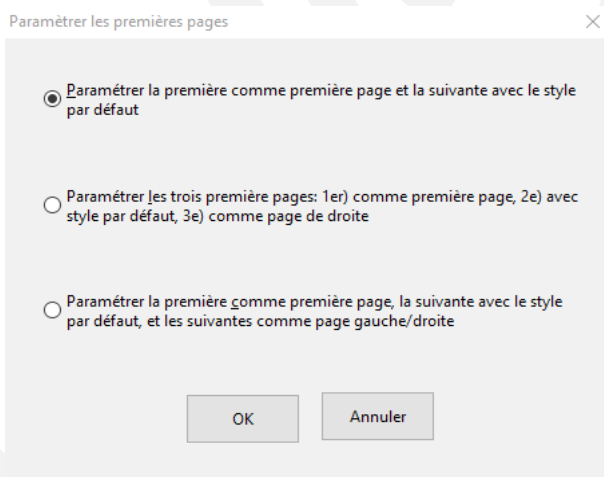 Paramètrer les premières pages
Paramétrer la première comme première page et la suivante avec le style
par défaut
Paramétrer les trois première pages: 1er) comme première page, 2e) avec
style par défaut, 3e) comme page de droite
Paramétrer la première comme première page, la suivante avec le style
par défaut, et les suivantes comme page gauche/droite
OK
Annuler